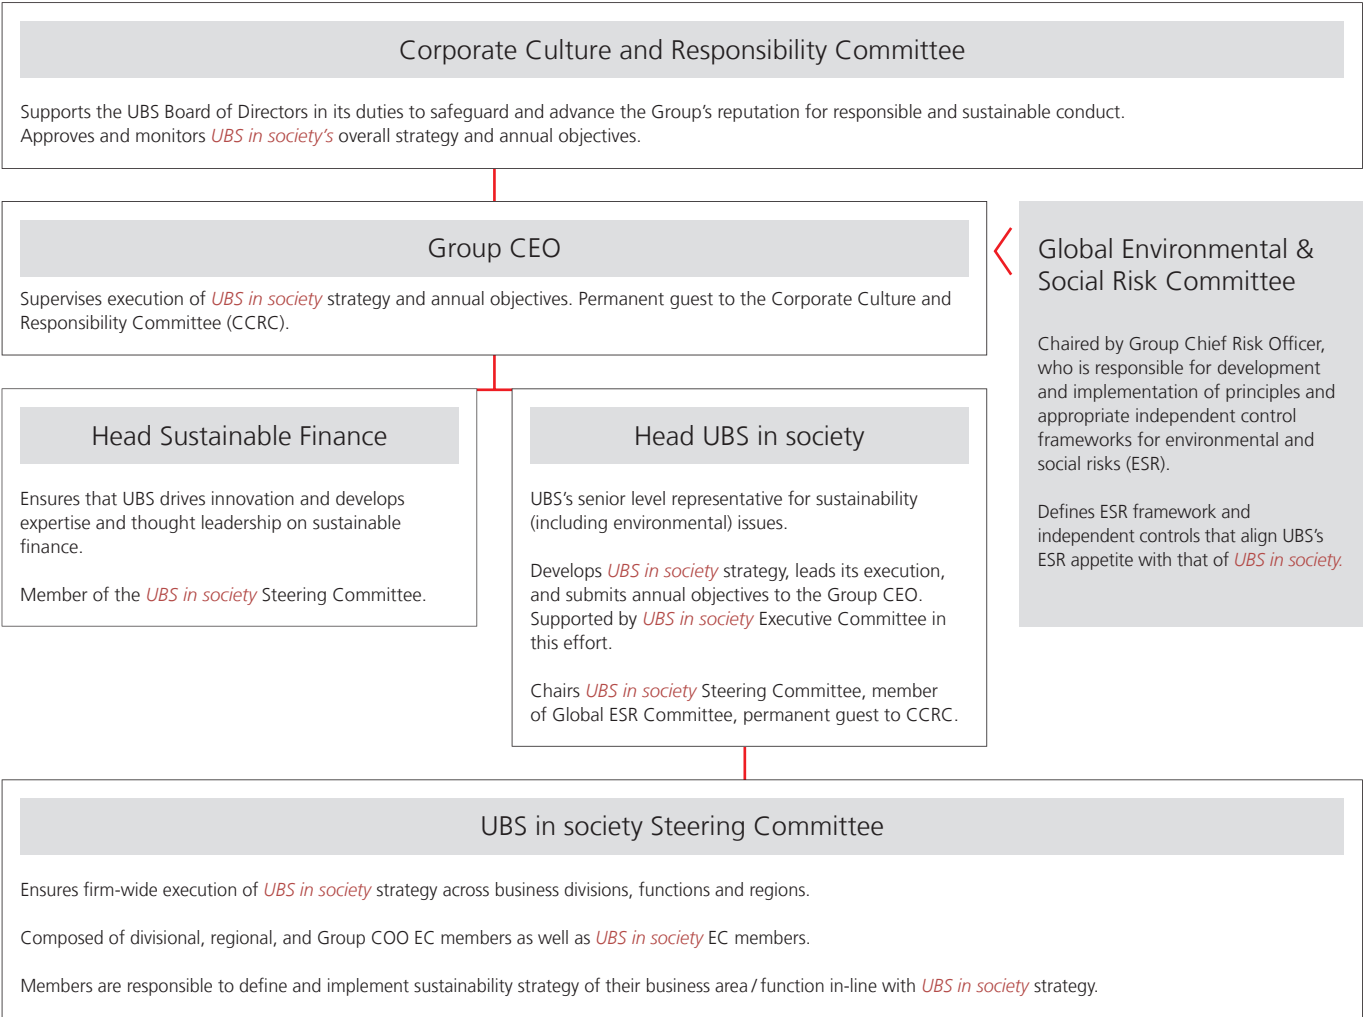 Corporate Culture and Responsibility Committee
Supports the UBS Board of Directors in its duties to safeguard and advance the Group's reputation for responsible and sustainable conduct.
Approves and monitors UBS in society's overall strategy and annual objectives.
Group CEO
Supervises execution of UBS in society strategy and annual objectives. Permanent guest to the Corporate Culture and
Responsibility Committee (CCRC).
Global Environmental &
Social Risk Committee
Chaired by Group Chief Risk Officer,
who is responsible for development
and implementation of principles and
appropriate independent control
frameworks for environmental and
social risks (ESR).
Defines ESR framework and
independent controls that align UBS's
ESR appetite with that of UBS in society.
Head Sustainable Finance
Ensures that UBS drives innovation and develops
expertise and thought leadership on sustainable
finance.
Member of the UBS in society Steering Committee.
Head UBS in society
UBS's senior level representative for sustainability
(including environmental) issues.
Develops UBS in society strategy, leads its execution,
and submits annual objectives to the Group CEO.
Supported by UBS in society Executive Committee in
this effort.
Chairs UBS in society Steering Committee, member
of Global ESR Committee, permanent guest to CCRC.
UBS in society Steering Committee
Ensures firm-wide execution of UBS in society strategy across business divisions, functions and regions.
Composed of divisional, regional, and Group COO EC members as well as UBS in society EC members.
Members are responsible to define and implement sustainability strategy of their business area / function in-line with UBS in society strategy.